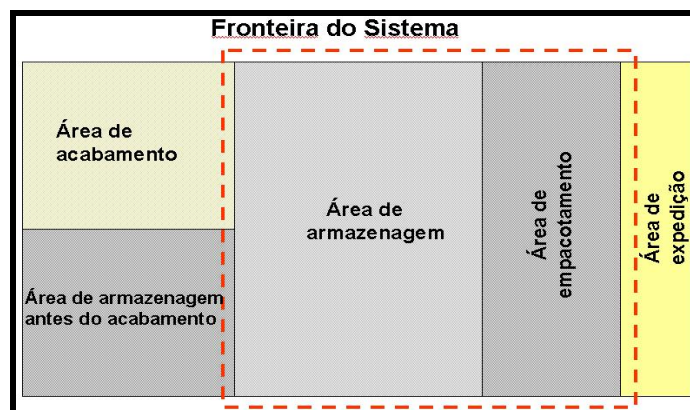 Fronteira do Sistema
Área de
acabamento
Área de armazenagem
antes do acabamento
Área de
armazenagem
Área de
empacotamento
Área de
expedição